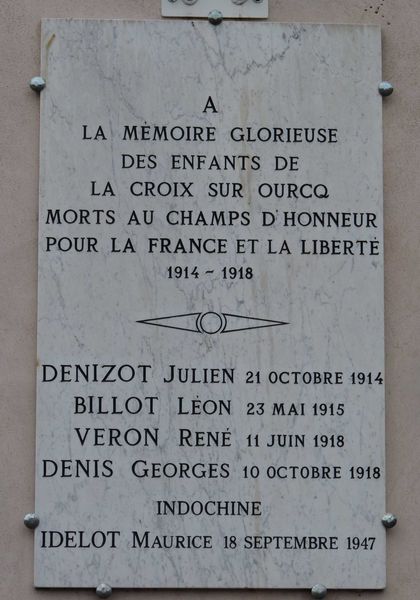 A
LA MÉMOIRE GLORIEUSE
DES ENFANTS DE
LA CROIX SUR OURCQ
MORTS AU CHAMPS D'HONNEUR
POUR LA FRANCE ET LA LIBERTÉ
1914 ~ 1918
DENIZOT JULIEN 21 OCTOBRE 1914
BILLOT LÉON 23 MAI 1915
VERON RENÉ 11 JUIN 1918
DENIS GEORGES 10 OCTOBRE 1918
INDOCHINE
IDELOT MAURICE 18 SEPTEMBRE 1947